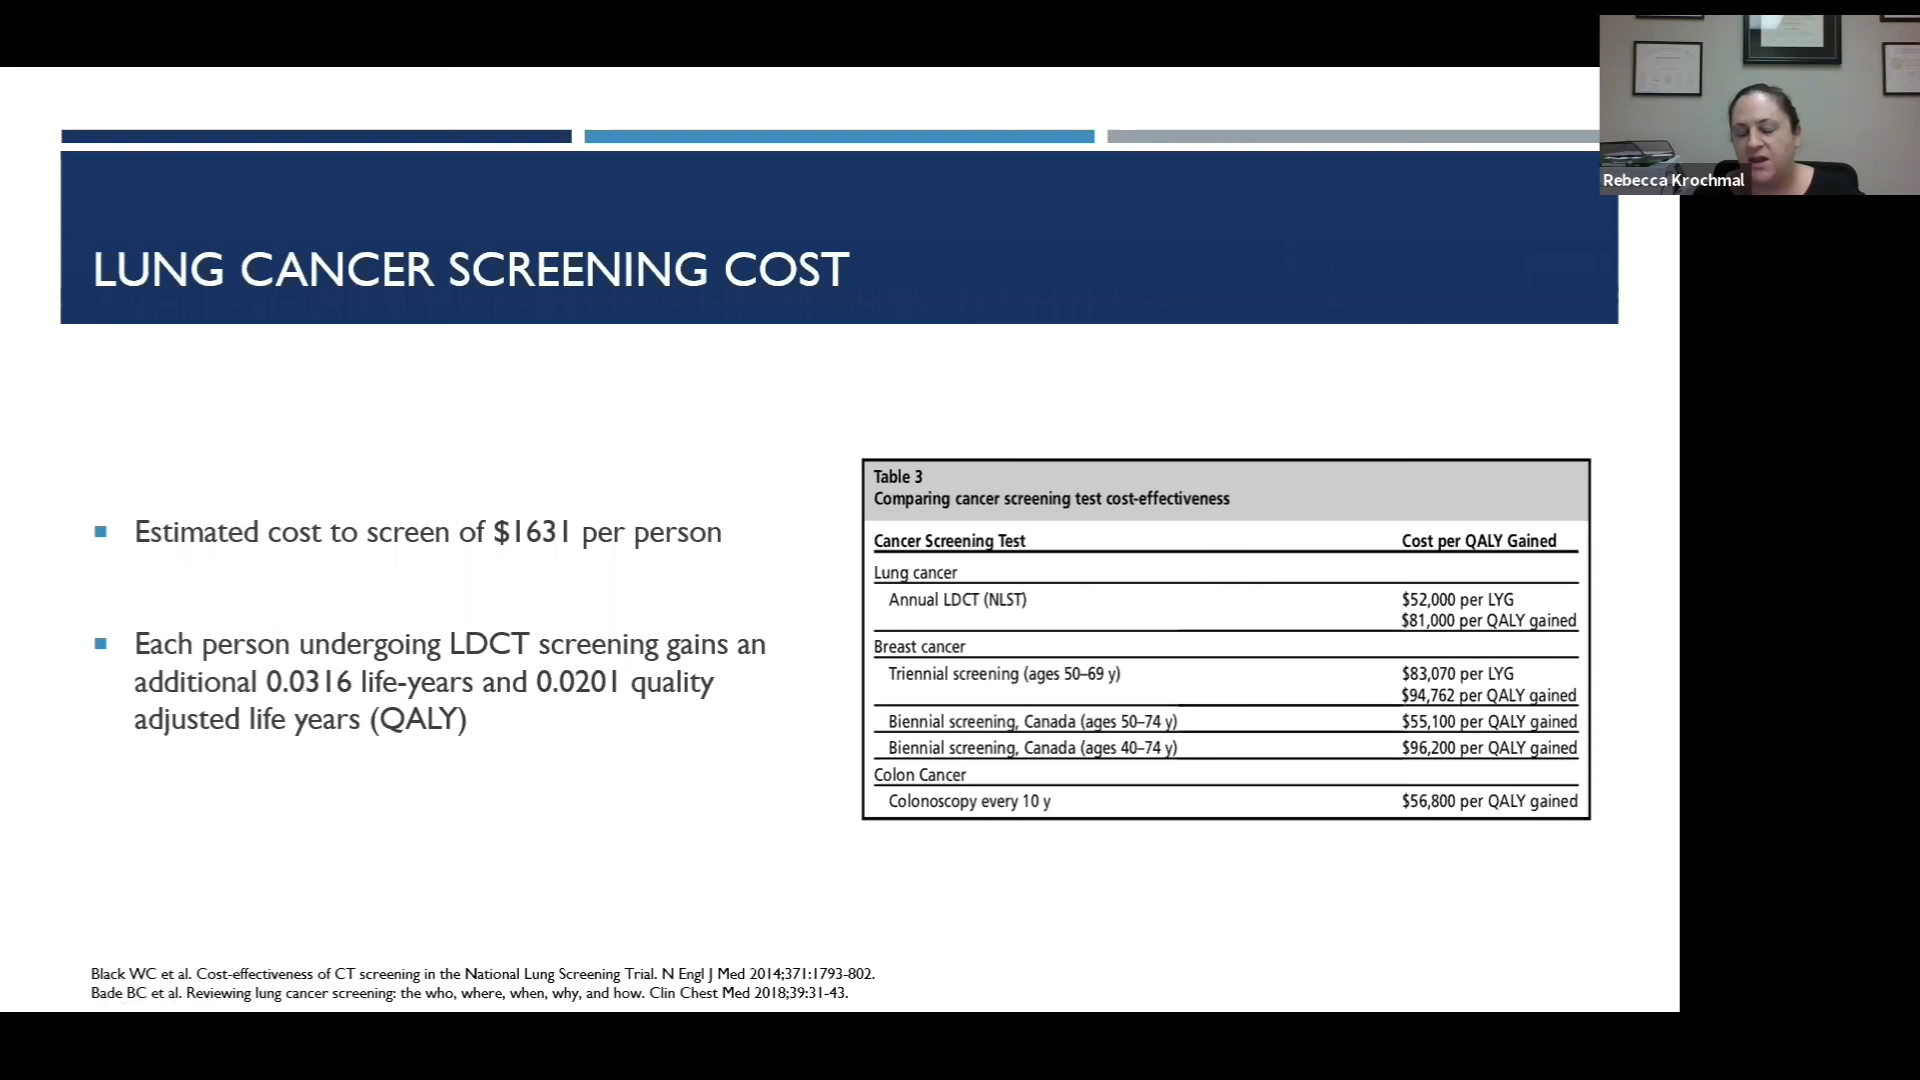 Rebecca Krochmal
LUNG CANCER SCREENING COST
Estimated cost to screen of $1631 per person
Each person undergoing LDCT screening gains an
additional 0.0316 life-years and 0.0201 quality
adjusted life years (QALY)
Table 3
Comparing cancer screening test cost-effectiveness
Cancer Screening Test Cost per QALY Gained
Lung cancer
Annual LDCT (NLST) $52,000 per LYG
$81,000 per QALY gained
Breast cancer
Triennial screening (ages 50–69 y) $83,070 per LYG
$94,762 per QALY gained
Biennial screening, Canada (ages 50–74 y) $55,100 per QALY gained
Biennial screening, Canada (ages 40–74 y) $96,200 per QALY gained
Colon Cancer
Colonoscopy every 10 y $56,800 per QALY gained
Black WC et al. Cost-effectiveness of CT screening in the National Lung Screening Trial. N Engl J Med 2014;371:1793-802.
Bade BC et al. Reviewing lung cancer screening: the who, where, when, why, and how. Clin Chest Med 2018;39:31-43.